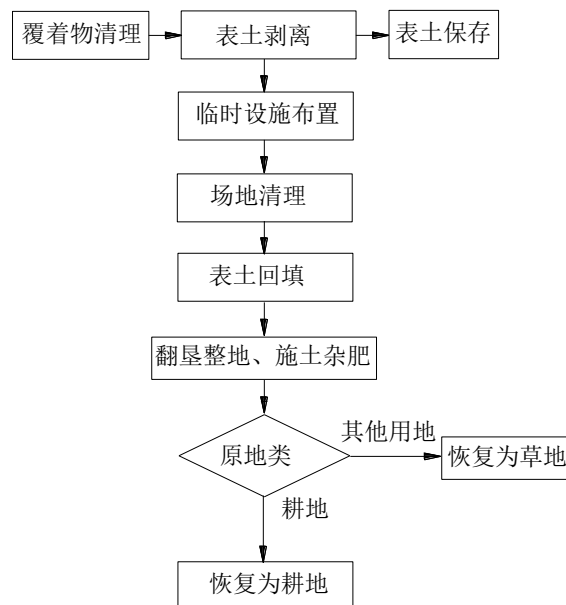 覆着物清理
表土剥离
表土保存
临时设施布置
场地清理
表土回填
翻垦整地、施土杂肥
原地类
其他用地
恢复为草地
耕地
恢复为耕地